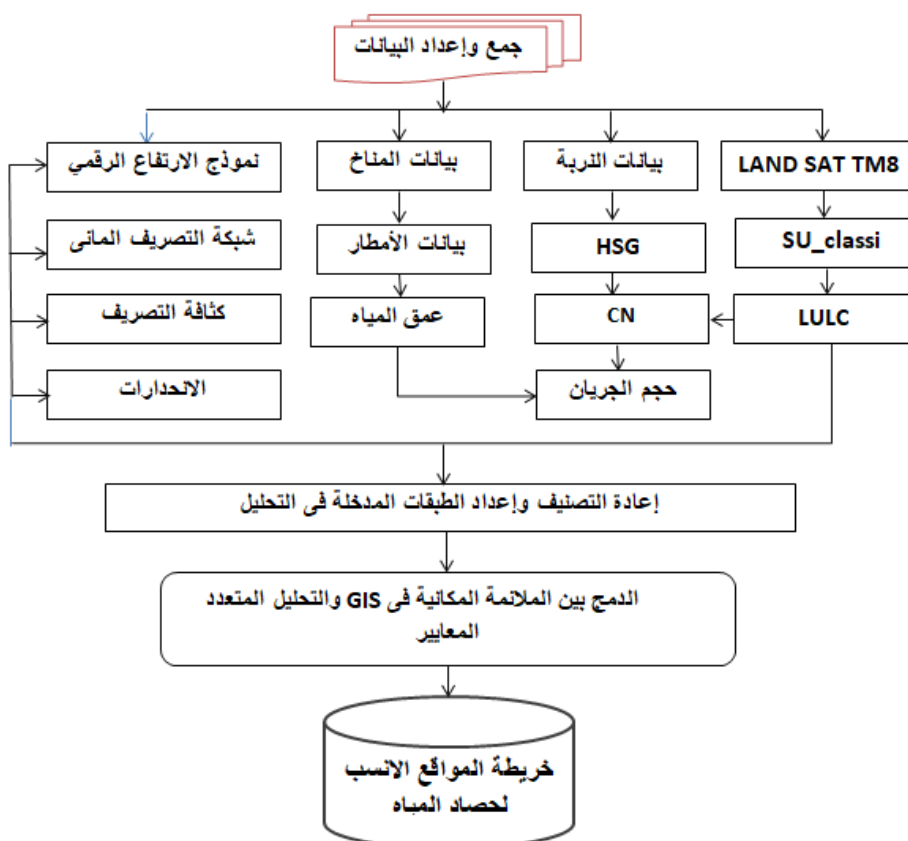 جمع وإعداد البيانات
نموذج الارتفاع الرقمي
بيانات المناخ
بيانات التربة
LAND SAT TM8
شبكة التصريف المائى
بيانات الأمطار
HSG
SU_classi
كثافة التصريف
عمق المياه
CN
LULC
الانحدارات
حجم الجريان
إعادة التصنيف وإعداد الطبقات المدخلة فى التحليل
الدمج بين الملائمة المكانية فى GIS والتحليل المتعدد
المعايير
خريطة المواقع الانسب
لحصاد المياه